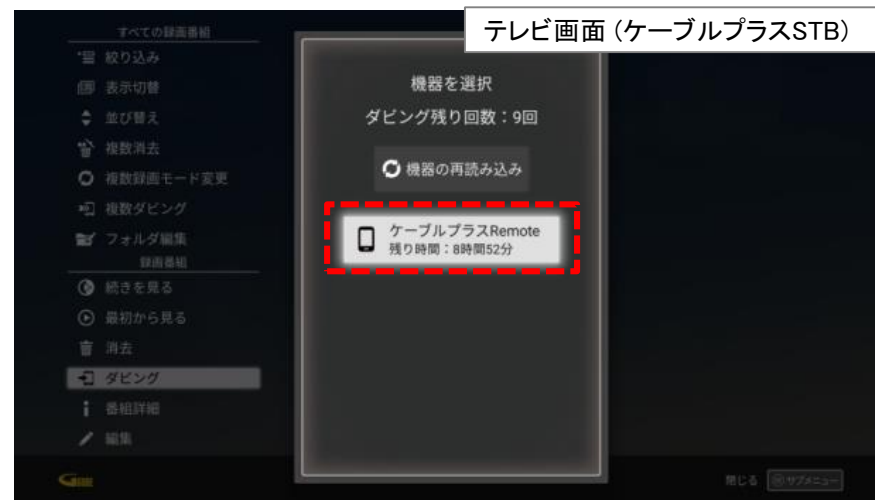 テレビ画面（ケーブルプラスSTB）
すべての録画番組
絞り込み
表示切替
並び替え
複数消去
複数録画モード変更
複数ダビング
フォルダ編集
録画番組
続きを見る
最初から見る
消去
ダビング
番組詳細
編集
機器を選択
ダビング残り回数：9回
機器の再読み込み
ケーブルプラスRemote
残り時間：8時間52分
閉じる サブメニュー